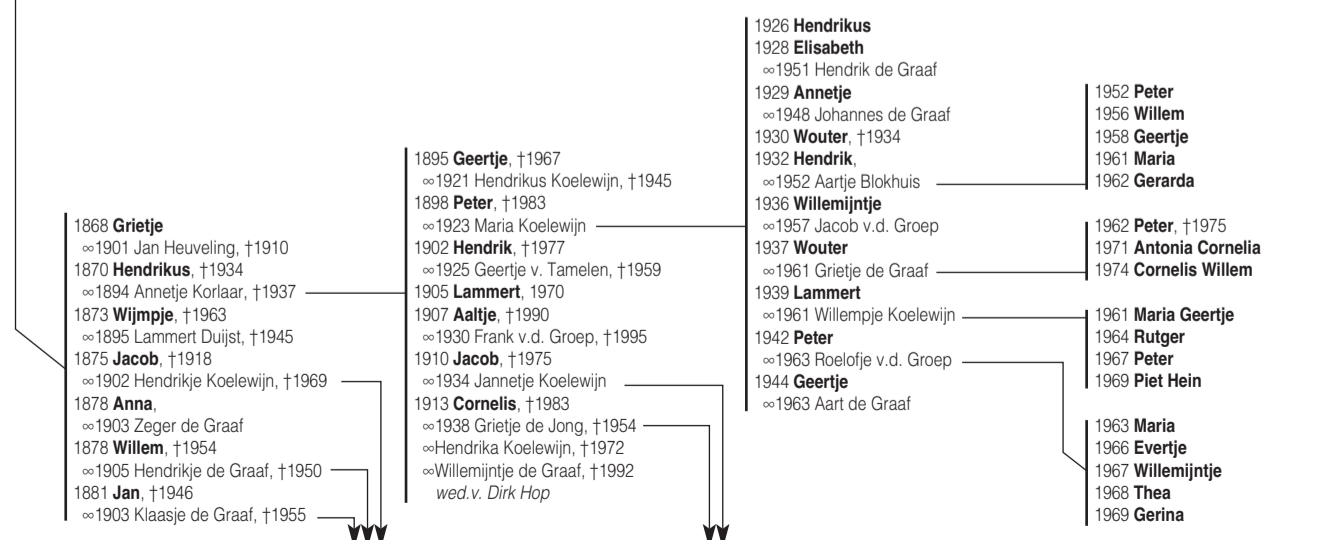 1868 Grietje
∞1901 Jan Heuveling, †1910
1870 Hendrikus, †1934
∞1894 Annetje Korlaar, †1937
1873 Wijmpje, †1963
∞1895 Lammert Duijst, †1945
1875 Jacob, †1918
∞1902 Hendrikje Koelewijn, †1969
1878 Anna,
∞1903 Zeger de Graaf
1878 Willem, †1954
∞1905 Hendrikje de Graaf, †1950
1881 Jan, †1946
∞1903 Klaasje de Graaf, †1955
1895 Geertje, †1967
∞1921 Hendrikus Koelewijn, †1945
1898 Peter, †1983
∞1923 Maria Koelewijn
1902 Hendrik, †1977
∞1925 Geertje v. Tamelen, †1959
1905 Lammert, 1970
1907 Aaltje, †1990
∞1930 Frank v.d. Groep, †1995
1910 Jacob, †1975
∞1934 Jannetje Koelewijn
1913 Cornelis, †1983
∞1938 Grietje de Jong, †1954
∞Hendrika Koelewijn, †1972
∞Willemijntje de Graaf, †1992
wed.v. Dirk Hop
1926 Hendrikus
1928 Elisabeth
∞1951 Hendrik de Graaf
1929 Annetje
∞1948 Johannes de Graaf
1930 Wouter, †1934
1932 Hendrik,
∞1952 Aartje Blokhuis
1936 Willemijntje
∞1957 Jacob v.d. Groep
1937 Wouter
∞1961 Grietje de Graaf
1939 Lammert
∞1961 Willempje Koelewijn
1942 Peter
∞1963 Roelofje v.d. Groep
1944 Geertje
∞1963 Aart de Graaf
1952 Peter
1956 Willem
1958 Geertje
1961 Maria
1962 Gerarda
1962 Peter, †1975
1971 Antonia Cornelia
1974 Cornelis Willem
1961 Maria Geertje
1964 Rutger
1967 Peter
1969 Piet Hein
1963 Maria
1966 Evertje
1967 Willemijntje
1968 Thea
1969 Gerina